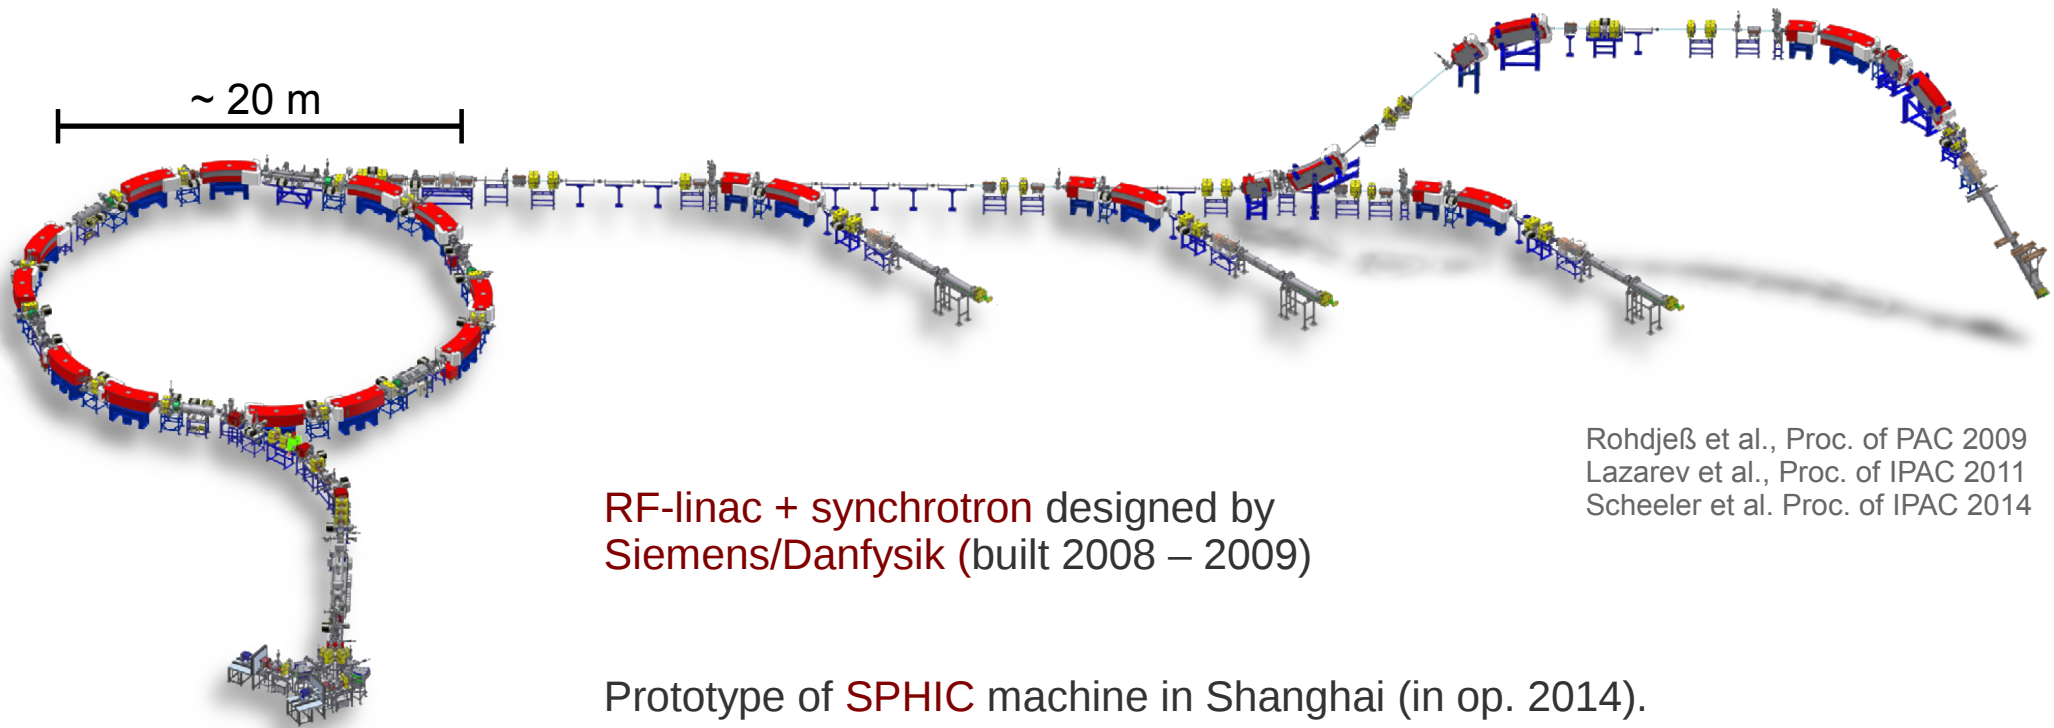 ~ 20 m
Rohdjeß et al., Proc. of PAC 2009
Lazarev et al., Proc. of IPAC 2011
Scheeler et al. Proc. of IPAC 2014
RF-linac + synchrotron designed by
Siemens/Danfysik (built 2008 – 2009)
Prototype of SPHIC machine in Shanghai (in op. 2014).